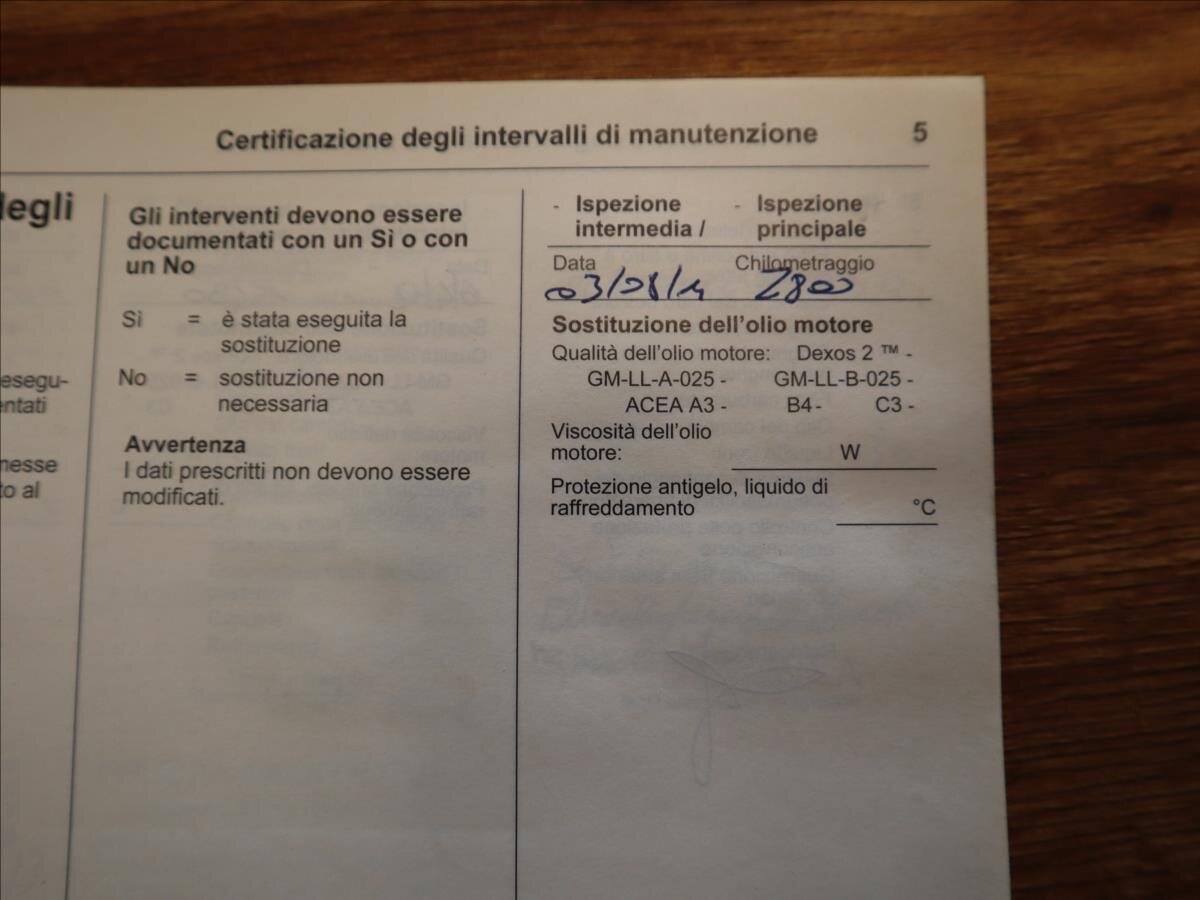 Certificazione degli intervalli di manutenzione 5
degli
esegu-
entati
messe
to al
Gli interventi devono essere
documentati con un Sì o con
un No
Sì = è stata eseguita la
sostituzione
No = sostituzione non
necessaria
Avvertenza
I dati prescritti non devono essere
modificati.
- Ispezione - Ispezione
intermedia / principale
Data Chilometraggio
03/08/14 2800
Sostituzione dell'olio motore
Qualità dell'olio motore: Dexos 2 ™ -
GM-LL-A-025 - GM-LL-B-025 -
ACEA A3 - B4- C3 -
Viscosità dell'olio
motore: W
Protezione antigelo, liquido di
raffreddamento °C